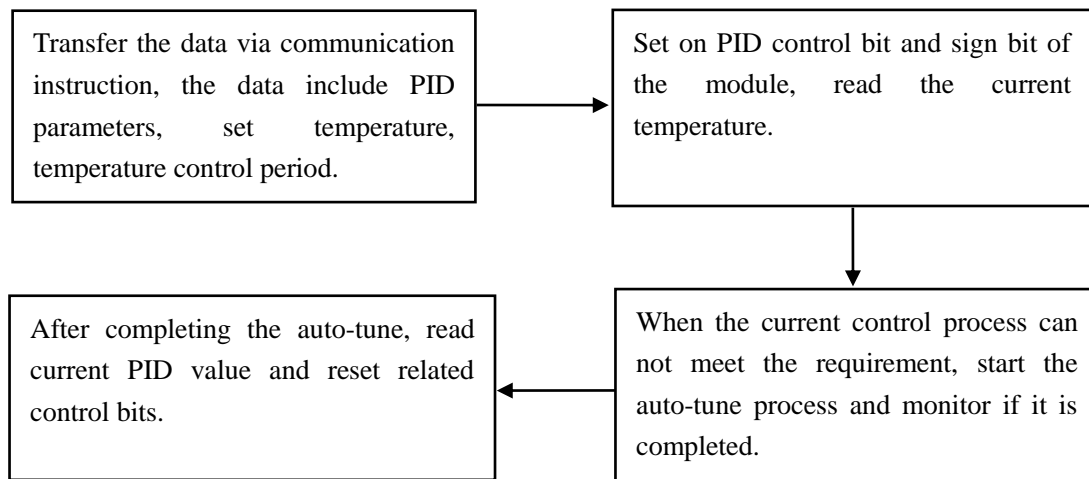 Transfer the data via communication
instruction, the data include PID
parameters, set temperature,
temperature control period.
Set on PID control bit and sign bit of
the module, read the current
temperature.
When the current control process can
not meet the requirement, start the
auto-tune process and monitor if it is
completed.
After completing the auto-tune, read
current PID value and reset related
control bits.